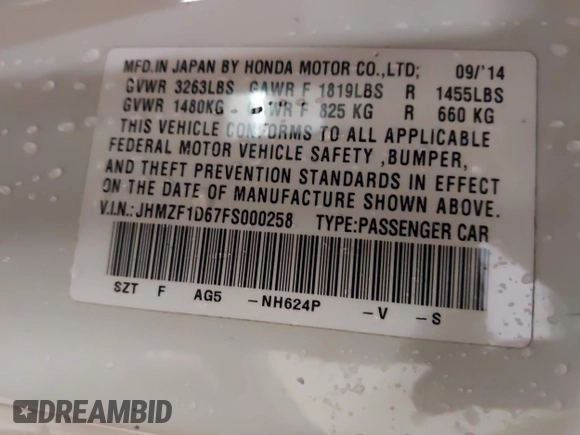 MFD.IN JAPAN BY HONDA MOTOR CO.,LTD; 09/'14
GVWR 3263LBS GAWR F 1819LBS R 1455LBS
GVWR 1480KG - WR F 825 KG R 660 KG
THIS VEHICLE CONFORMS TO ALL APPLICABLE
FEDERAL MOTOR VEHICLE SAFETY ,BUMPER,
AND THEFT PREVENTION STANDARDS IN EFFECT
ON THE DATE OF MANUFACTURE SHOWN ABOVE.
V.I.N.:JHMZF1D67FS000258 TYPE:PASSENGER CAR
SZT F AG5 -NH624P -V -S
DREAMBID